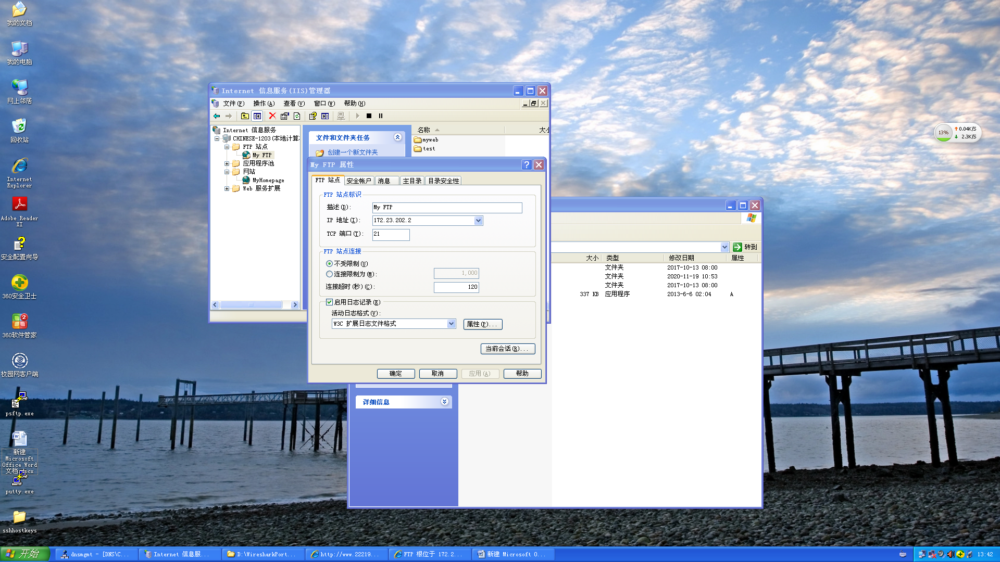 我的文档
我的电脑
网上邻居
回收站
Internet
Explorer
Adobe Reader
XI
安全配置向导
360安全卫士
2
360软件管家
校园网客户端
psftp.exe
新建
Microsoft
Office Word
文档.docx
putty.exe
sshhostkeys
Internet 信息服务(IIS)管理器
文件(F) 操作(A) 查看(V) 窗口(W) 帮助(H)
Internet 信息服务
CHINESE-1203(本地计算
FTP 站点
My FTP
应用程序池
网站
MyHomepage
Web 服务扩展
文件和文件夹任务
创建一个新文件夹
名称 大小
myweb
test
My FTP 属性
FTP 站点 安全帐户 消息 主目录 目录安全性
FTP 站点标识
描述(D): My FTP
IP 地址(I): 172.23.202.2
TCP 端口(T): 21
FTP 站点连接
不受限制(U)
连接限制为(M): 1,000
连接超时(秒)(C): 120
启用日志记录(E)
活动日志格式(V):
W3C 扩展日志文件格式 属性(P)...
当前会话(R)...
确定 取消 应用(A) 帮助
转到
大小 类型 修改日期 属性
文件夹 2017-10-13 08:00
文件夹 2020-11-19 10:53
文件夹 2017-10-13 08:00
337 KB 应用程序 2013-6-6 02:04 A
详细信息
13% 0.04K/S
2.3K/S
开始 dnsmgmt - [DNS\C... Internet 信息服... D:\WiresharkPort... http://www.22219... FTP 根位于 172.2... 新建 Microsoft O... 13:42